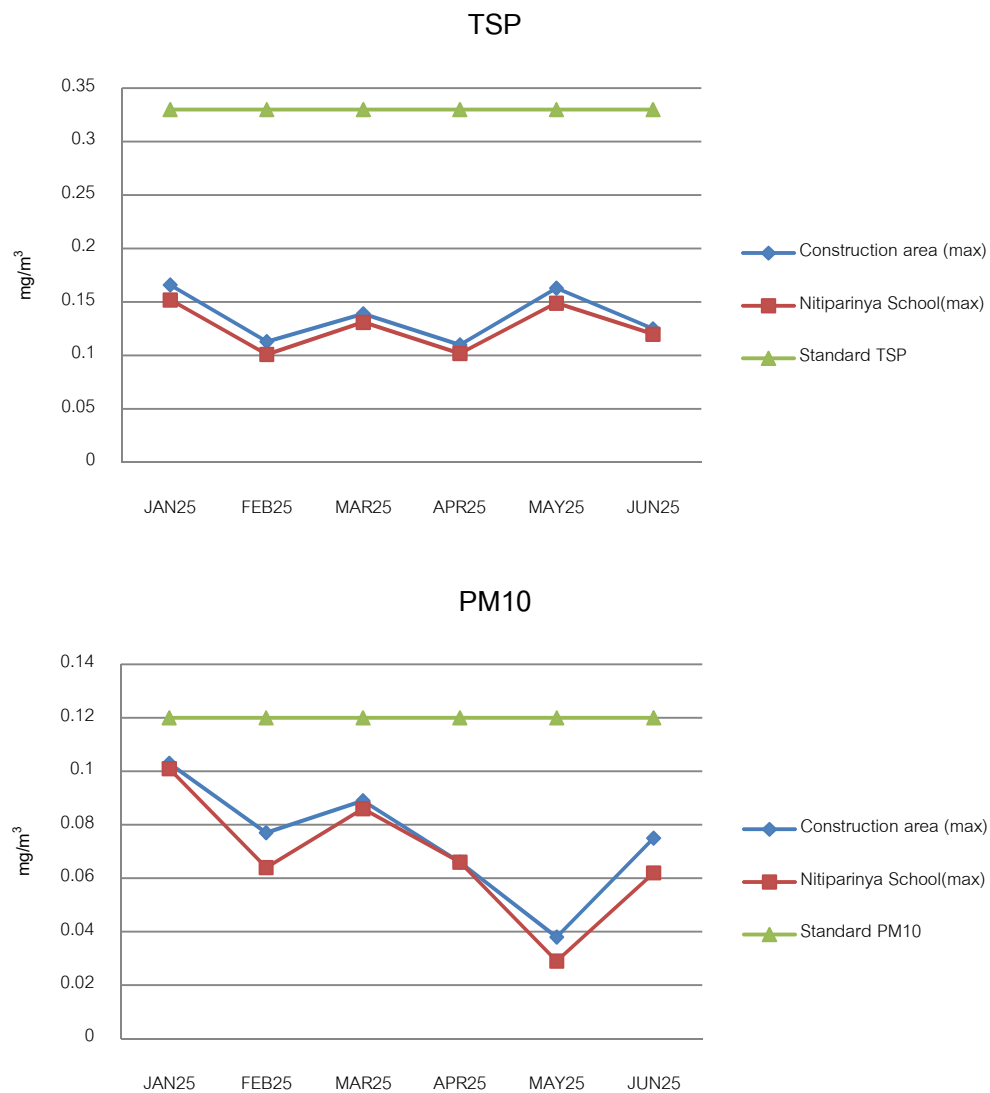 TSP
0.35
0.3
0.25
0.2
0.15
0.1
0.05
0
mg/m³
JAN25 FEB25 MAR25 APR25 MAY25 JUN25
Construction area (max)
Nitiparinya School(max)
Standard TSP
PM10
0.14
0.12
0.1
0.08
0.06
0.04
0.02
0
mg/m³
JAN25 FEB25 MAR25 APR25 MAY25 JUN25
Construction area (max)
Nitiparinya School(max)
Standard PM10